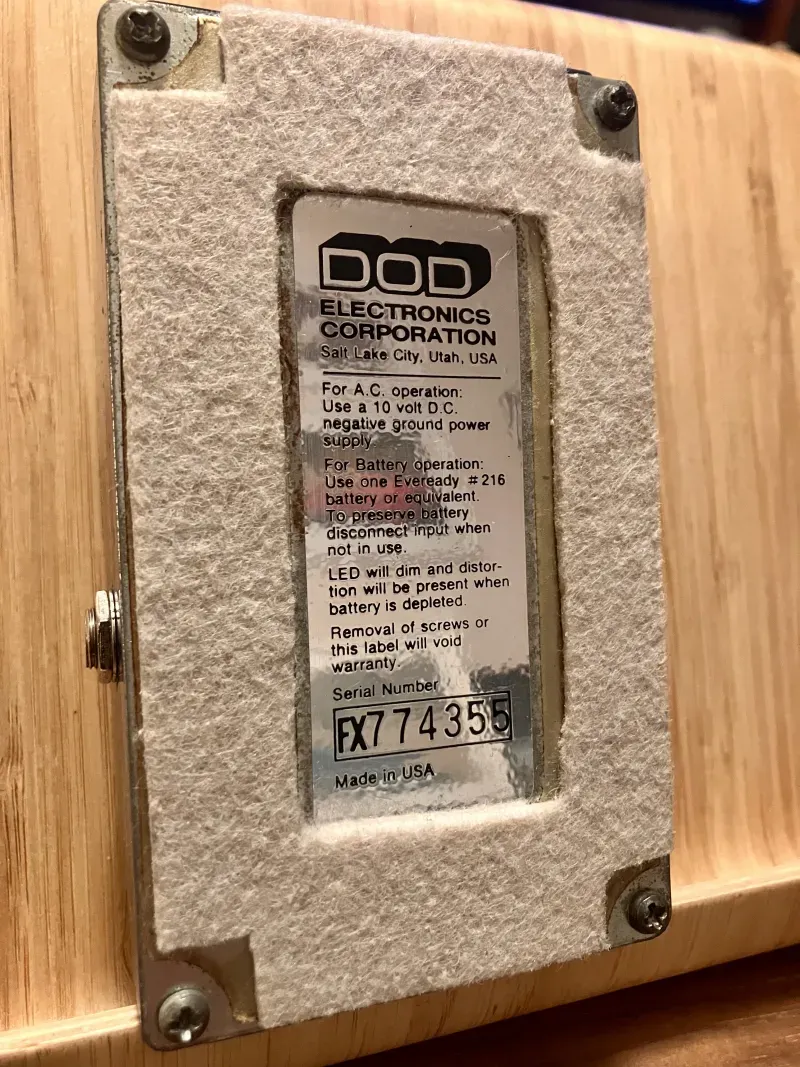 DOD
ELECTRONICS
CORPORATION
Salt Lake City, Utah, USA
For A.C. operation:
Use a 10 volt D.C.
negative ground power
supply.
For Battery operation:
Use one Eveready #216
battery or equivalent.
To preserve battery
disconnect input when
not in use.
LED will dim and distor-
tion will be present when
battery is depleted.
Removal of screws or
this label will void
warranty.
Serial Number
FX774355
Made in USA